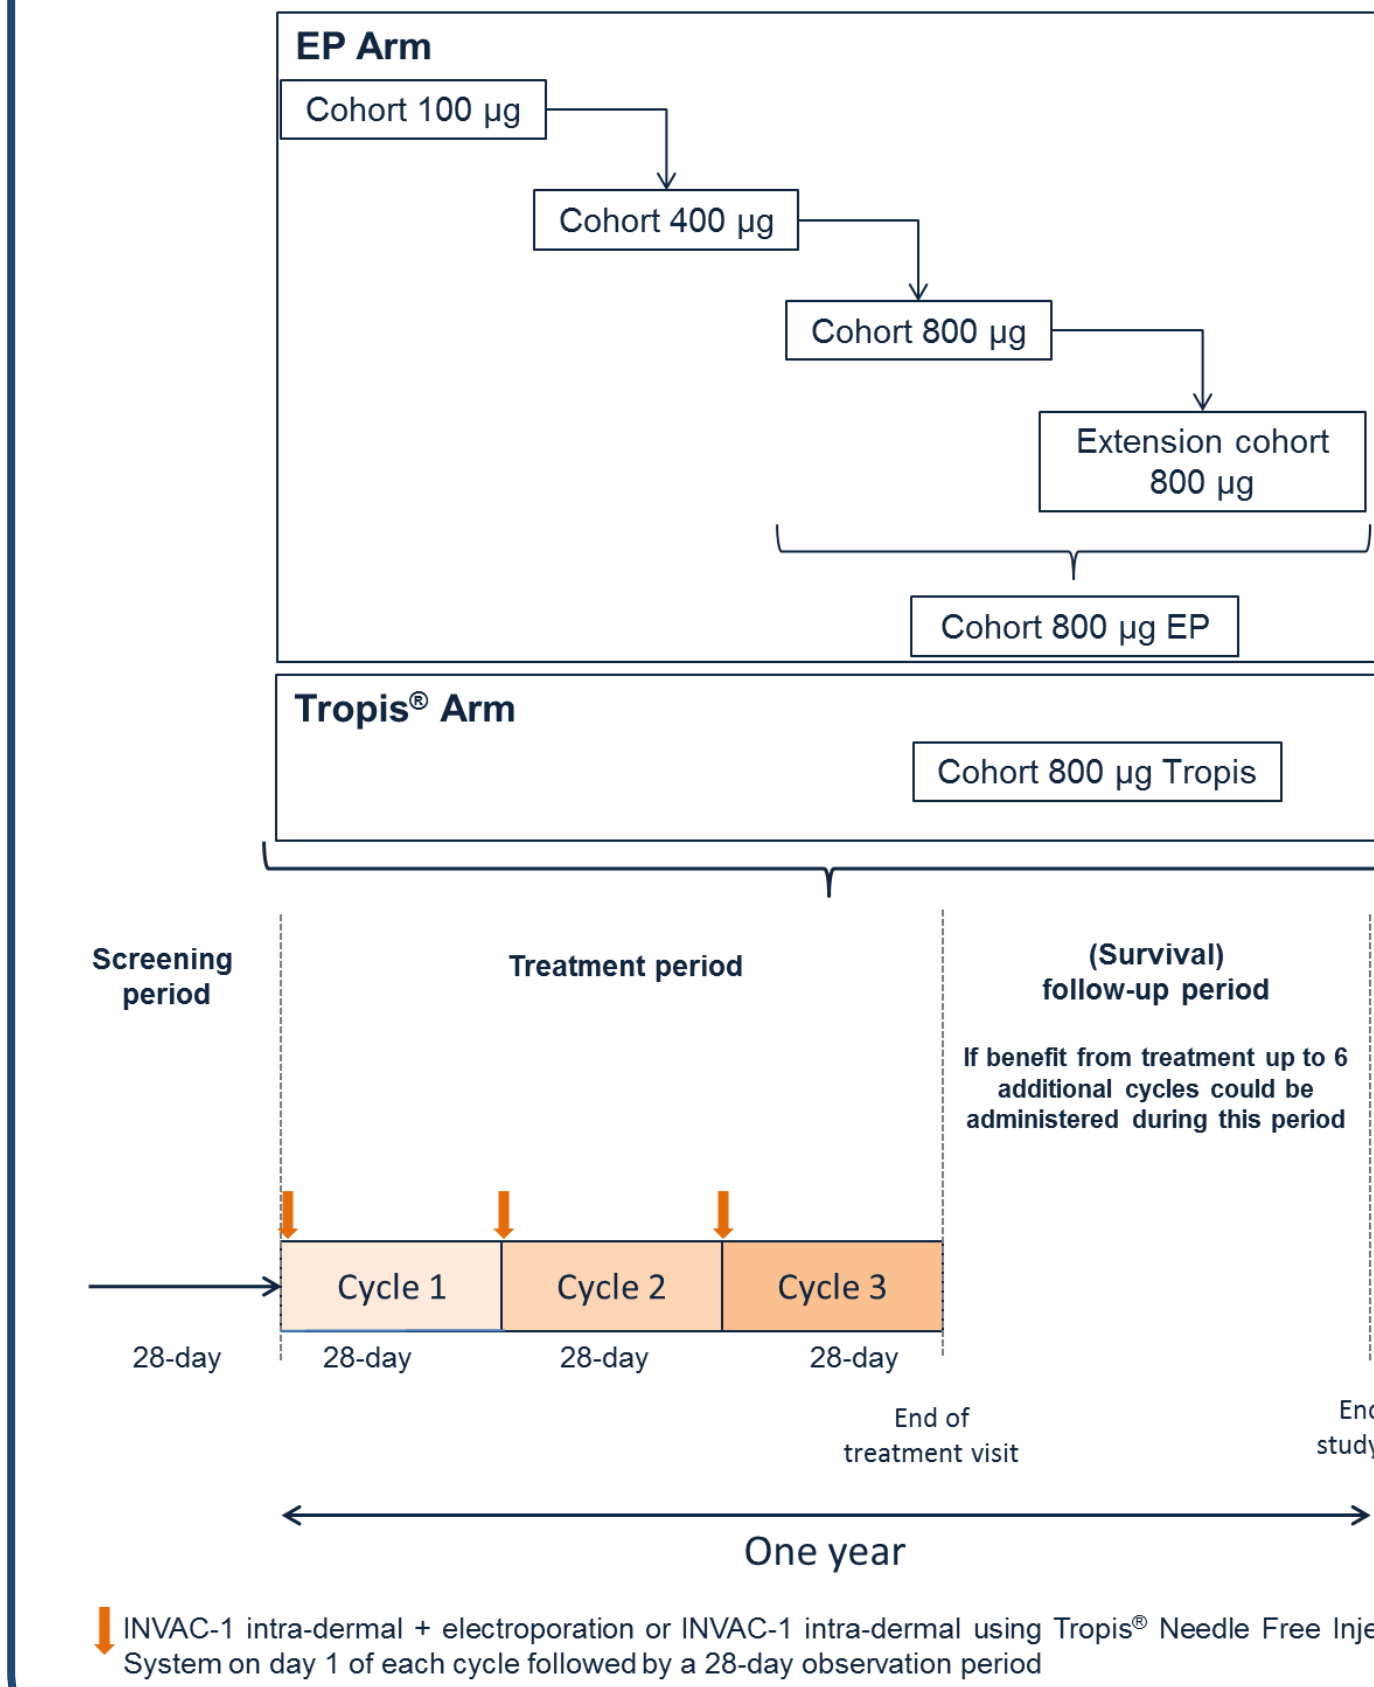 EP Arm
Cohort 100 µg
Cohort 400 µg
Cohort 800 µg
Extension cohort
800 µg
Cohort 800 µg EP
Tropis® Arm
Cohort 800 µg Tropis
Screening
period
Treatment period
(Survival)
follow-up period
If benefit from treatment up to 6
additional cycles could be
administered during this period
Cycle 1
Cycle 2
Cycle 3
28-day
28-day
28-day
28-day
End of
treatment visit
study
One year
INVAC-1 intra-dermal + electroporation or INVAC-1 intra-dermal using Tropis® Needle Free
System on day 1 of each cycle followed by a 28-day observation period